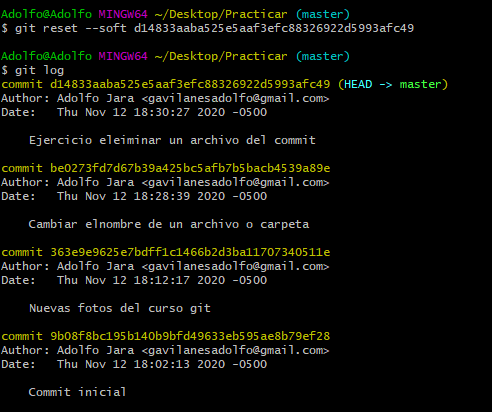 Adolfo@Adolfo MINGW64 ~/Desktop/Practicar (master)
$ git reset --soft d14833aaba525e5aaf3efc88326922d5993afc49
Adolfo@Adolfo MINGW64 ~/Desktop/Practicar (master)
$ git log
commit d14833aaba525e5aaf3efc88326922d5993afc49 (HEAD -> master)
Author: Adolfo Jara <gavilanesadolfo@gmail.com>
Date:   Thu Nov 12 18:30:27 2020 -0500
Ejercicio eleiminar un archivo del commit
commit be0273fd7d67b39a425bc5afb7b5bacb4539a89e
Author: Adolfo Jara <gavilanesadolfo@gmail.com>
Date:   Thu Nov 12 18:28:39 2020 -0500
Cambiar elnombre de un archivo o carpeta
commit 363e9e9625e7bdff1c1466b2d3ba11707340511e
Author: Adolfo Jara <gavilanesadolfo@gmail.com>
Date:   Thu Nov 12 18:12:17 2020 -0500
Nuevas fotos del curso git
commit 9b08f8bc195b140b9bfd49633eb595ae8b79ef28
Author: Adolfo Jara <gavilanesadolfo@gmail.com>
Date:   Thu Nov 12 18:02:13 2020 -0500
Commit inicial